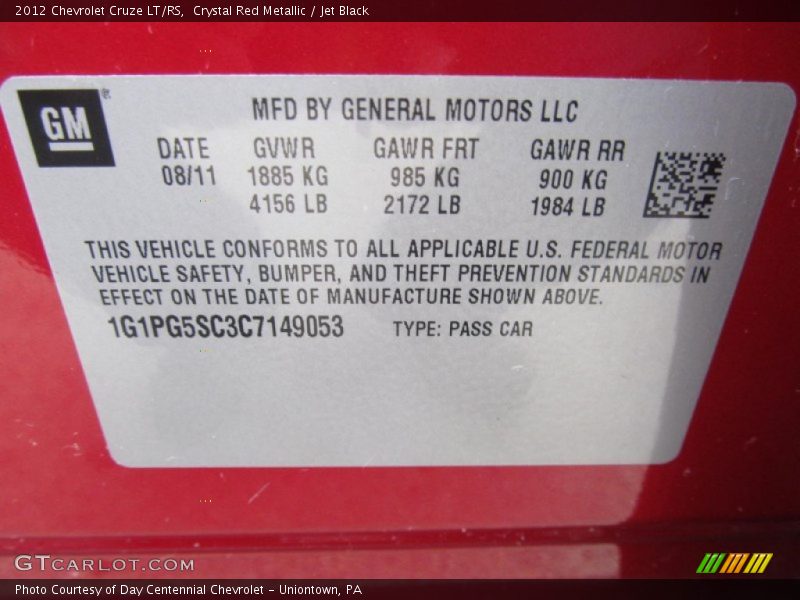 2012 Chevrolet Cruze LT/RS, Crystal Red Metallic / Jet Black
GM ®
MFD BY GENERAL MOTORS LLC
DATE GVWR GAWR FRT GAWR RR
08/11 1885 KG 985 KG 900 KG
4156 LB 2172 LB 1984 LB
THIS VEHICLE CONFORMS TO ALL APPLICABLE U.S. FEDERAL MOTOR
VEHICLE SAFETY, BUMPER, AND THEFT PREVENTION STANDARDS IN
EFFECT ON THE DATE OF MANUFACTURE SHOWN ABOVE.
1G1PG5SC3C7149053 TYPE: PASS CAR
GTCARLOT.COM
Photo Courtesy of Day Centennial Chevrolet - Uniontown, PA